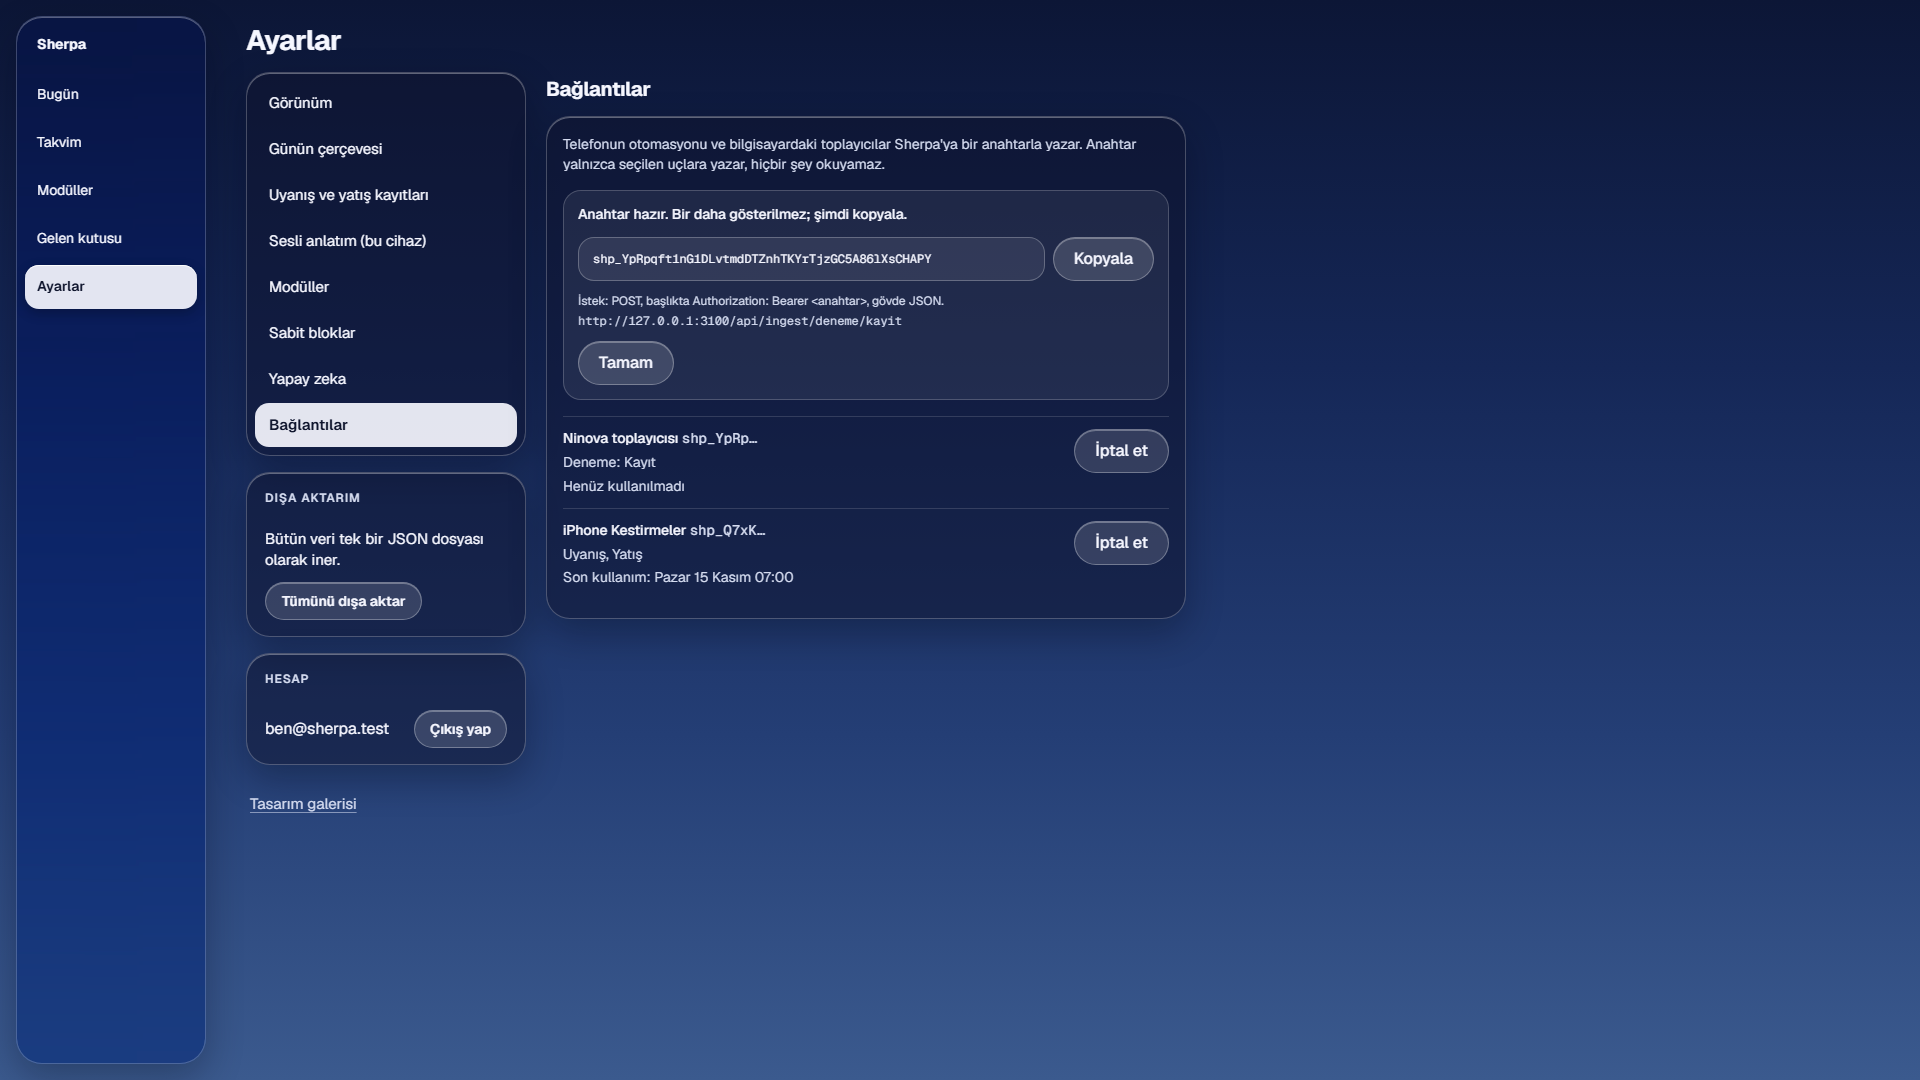 Sherpa
Bugün
Takvim
Modüller
Gelen kutusu
Ayarlar
Ayarlar
Görünüm
Günün çerçevesi
Uyanış ve yatış kayıtları
Sesli anlatım (bu cihaz)
Modüller
Sabit bloklar
Yapay zeka
Bağlantılar
DIŞA AKTARIM
Bütün veri tek bir JSON dosyası
olarak iner.
Tümünü dışa aktar
HESAP
ben@sherpa.test
Çıkış yap
Tasarım galerisi
Bağlantılar
Telefonun otomasyonu ve bilgisayardaki toplayıcılar Sherpa'ya bir anahtarla yazar. Anahtar
yalnızca seçilen uçlara yazar, hiçbir şey okuyamaz.
Anahtar hazır. Bir daha gösterilmez; şimdi kopyala.
shp_YpRpqft1nG1DLvtmdDTZnhTKYrTjzGC5A86lXsCHAPY
Kopyala
İstek: POST, başlıkta Authorization: Bearer <anahtar>, gövde JSON.
http://127.0.0.1:3100/api/ingest/deneme/kayit
Tamam
Ninova toplayıcısı shp_YpRp…
İptal et
Deneme: Kayıt
Henüz kullanılmadı
iPhone Kestirmeler shp_Q7xK…
İptal et
Uyanış, Yatış
Son kullanım: Pazar 15 Kasım 07:00